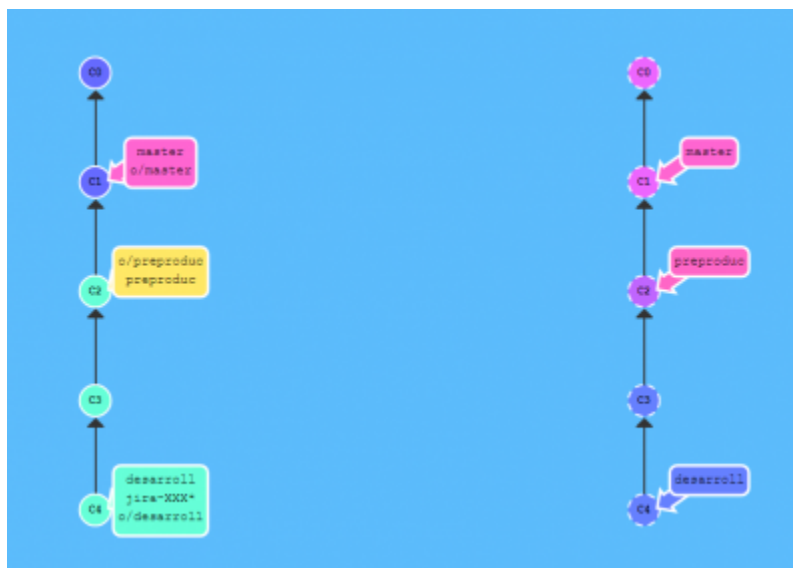 C0
C0
master
o/master
master
C1
C1
o/preproduc
preproduc
preproduc
C2
C2
C3
C3
desarroll
jira-XXX*
o/desarroll
desarroll
C4
C4